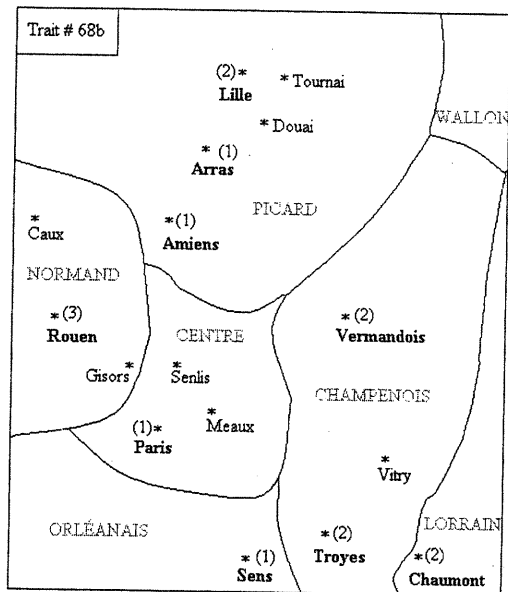 Trait # 68b
(2) * * Tournai
Lille
WALLON
* Douai
* (1)
Arras
PICARD
* (1)
Amiens
*
Caux
NORMAND
* (3)
Rouen
CENTRE
* (2)
Vermandois
Gisors * * Senlis
CHAMPENOIS
* Meaux
(1) *
Paris
* Vitry
ORLÉANAIS
LORRAIN
* (2)
Troyes
* (1)
Sens
* (2)
Chaumont